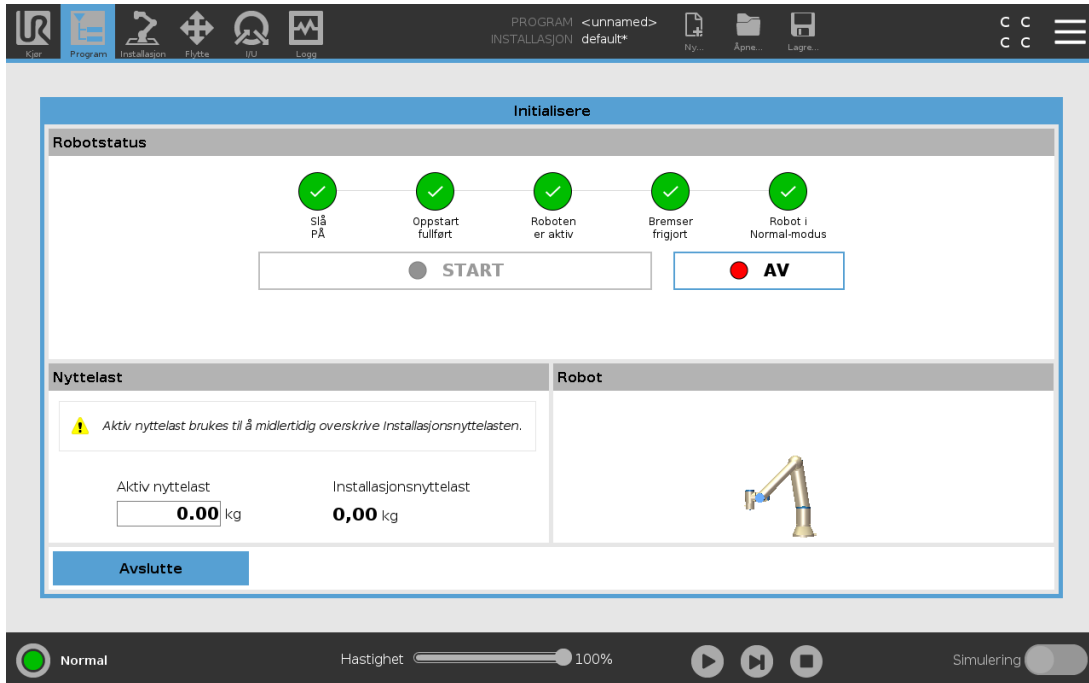 PROGRAM <unnamed>
INSTALLASJON default*
UR
Kjør
Program
Installasjon
Flytte
I/U
Logg
Ny...
Åpne...
Lagre...
C C
C C
Initialisere
Robotstatus
Slå
PÅ
Oppstart
fullført
Roboten
er aktiv
Bremser
frigjort
Robot i
Normal-modus
START
AV
Nyttelast
Robot
Aktiv nyttelast brukes til å midlertidig overskrive Installasjonsnyttelasten.
Aktiv nyttelast
Installasjonsnyttelast
0.00 kg
0,00 kg
Avslutte
Normal
Hastighet
100%
Simulering